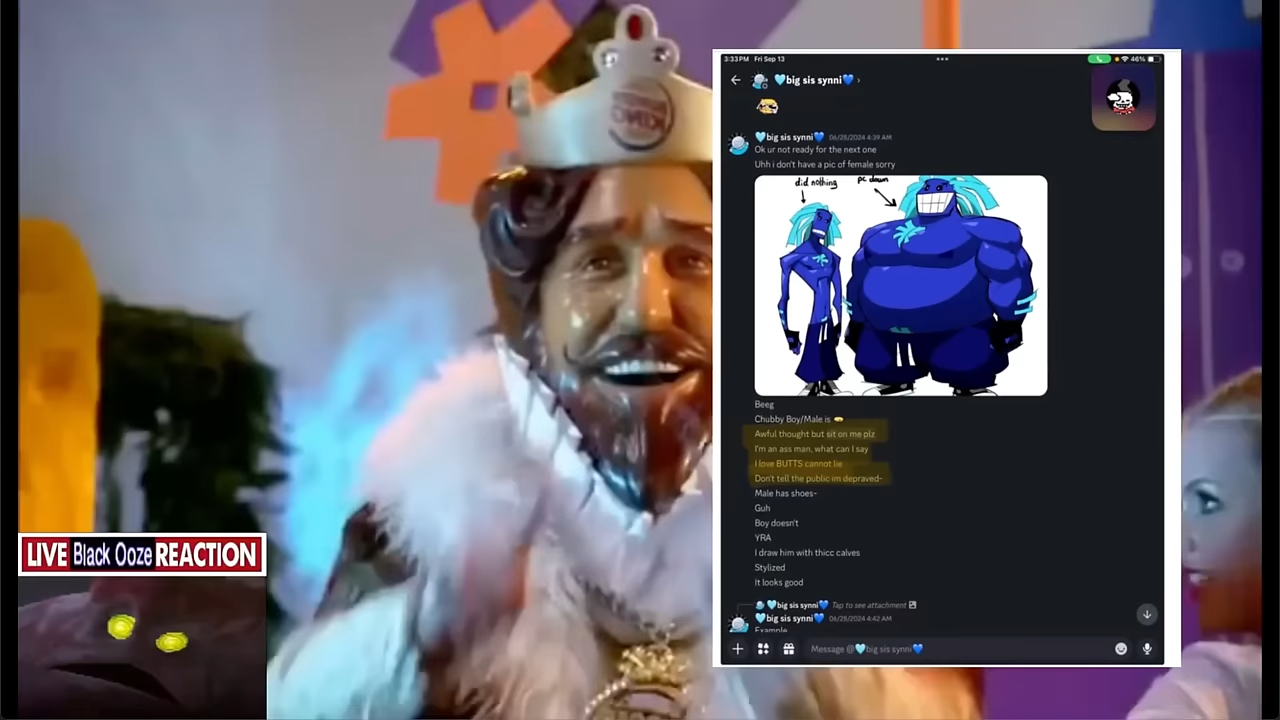 BURGER KING
3:33PM Fri Sep 13
46%
big sis synni
big sis synni 06/28/2024 4:39 AM
Ok ur not ready for the next one
Uhh i don't have a pic of female sorry
did nothing
pc down
Beeg
Chubby Boy/Male is
Awful thought but sit on me plz
I'm an ass man, what can I say
I love BUTTS cannot lie
Don't tell the public im depraved-
Male has shoes-
Guh
Boy doesn't
YRA
I draw him with thicc calves
Stylized
It looks good
big sis synni Tap to see attachment
big sis synni 06/28/2024 4:42 AM
Example
Message @big sis synni
LIVE Black Ooze REACTION